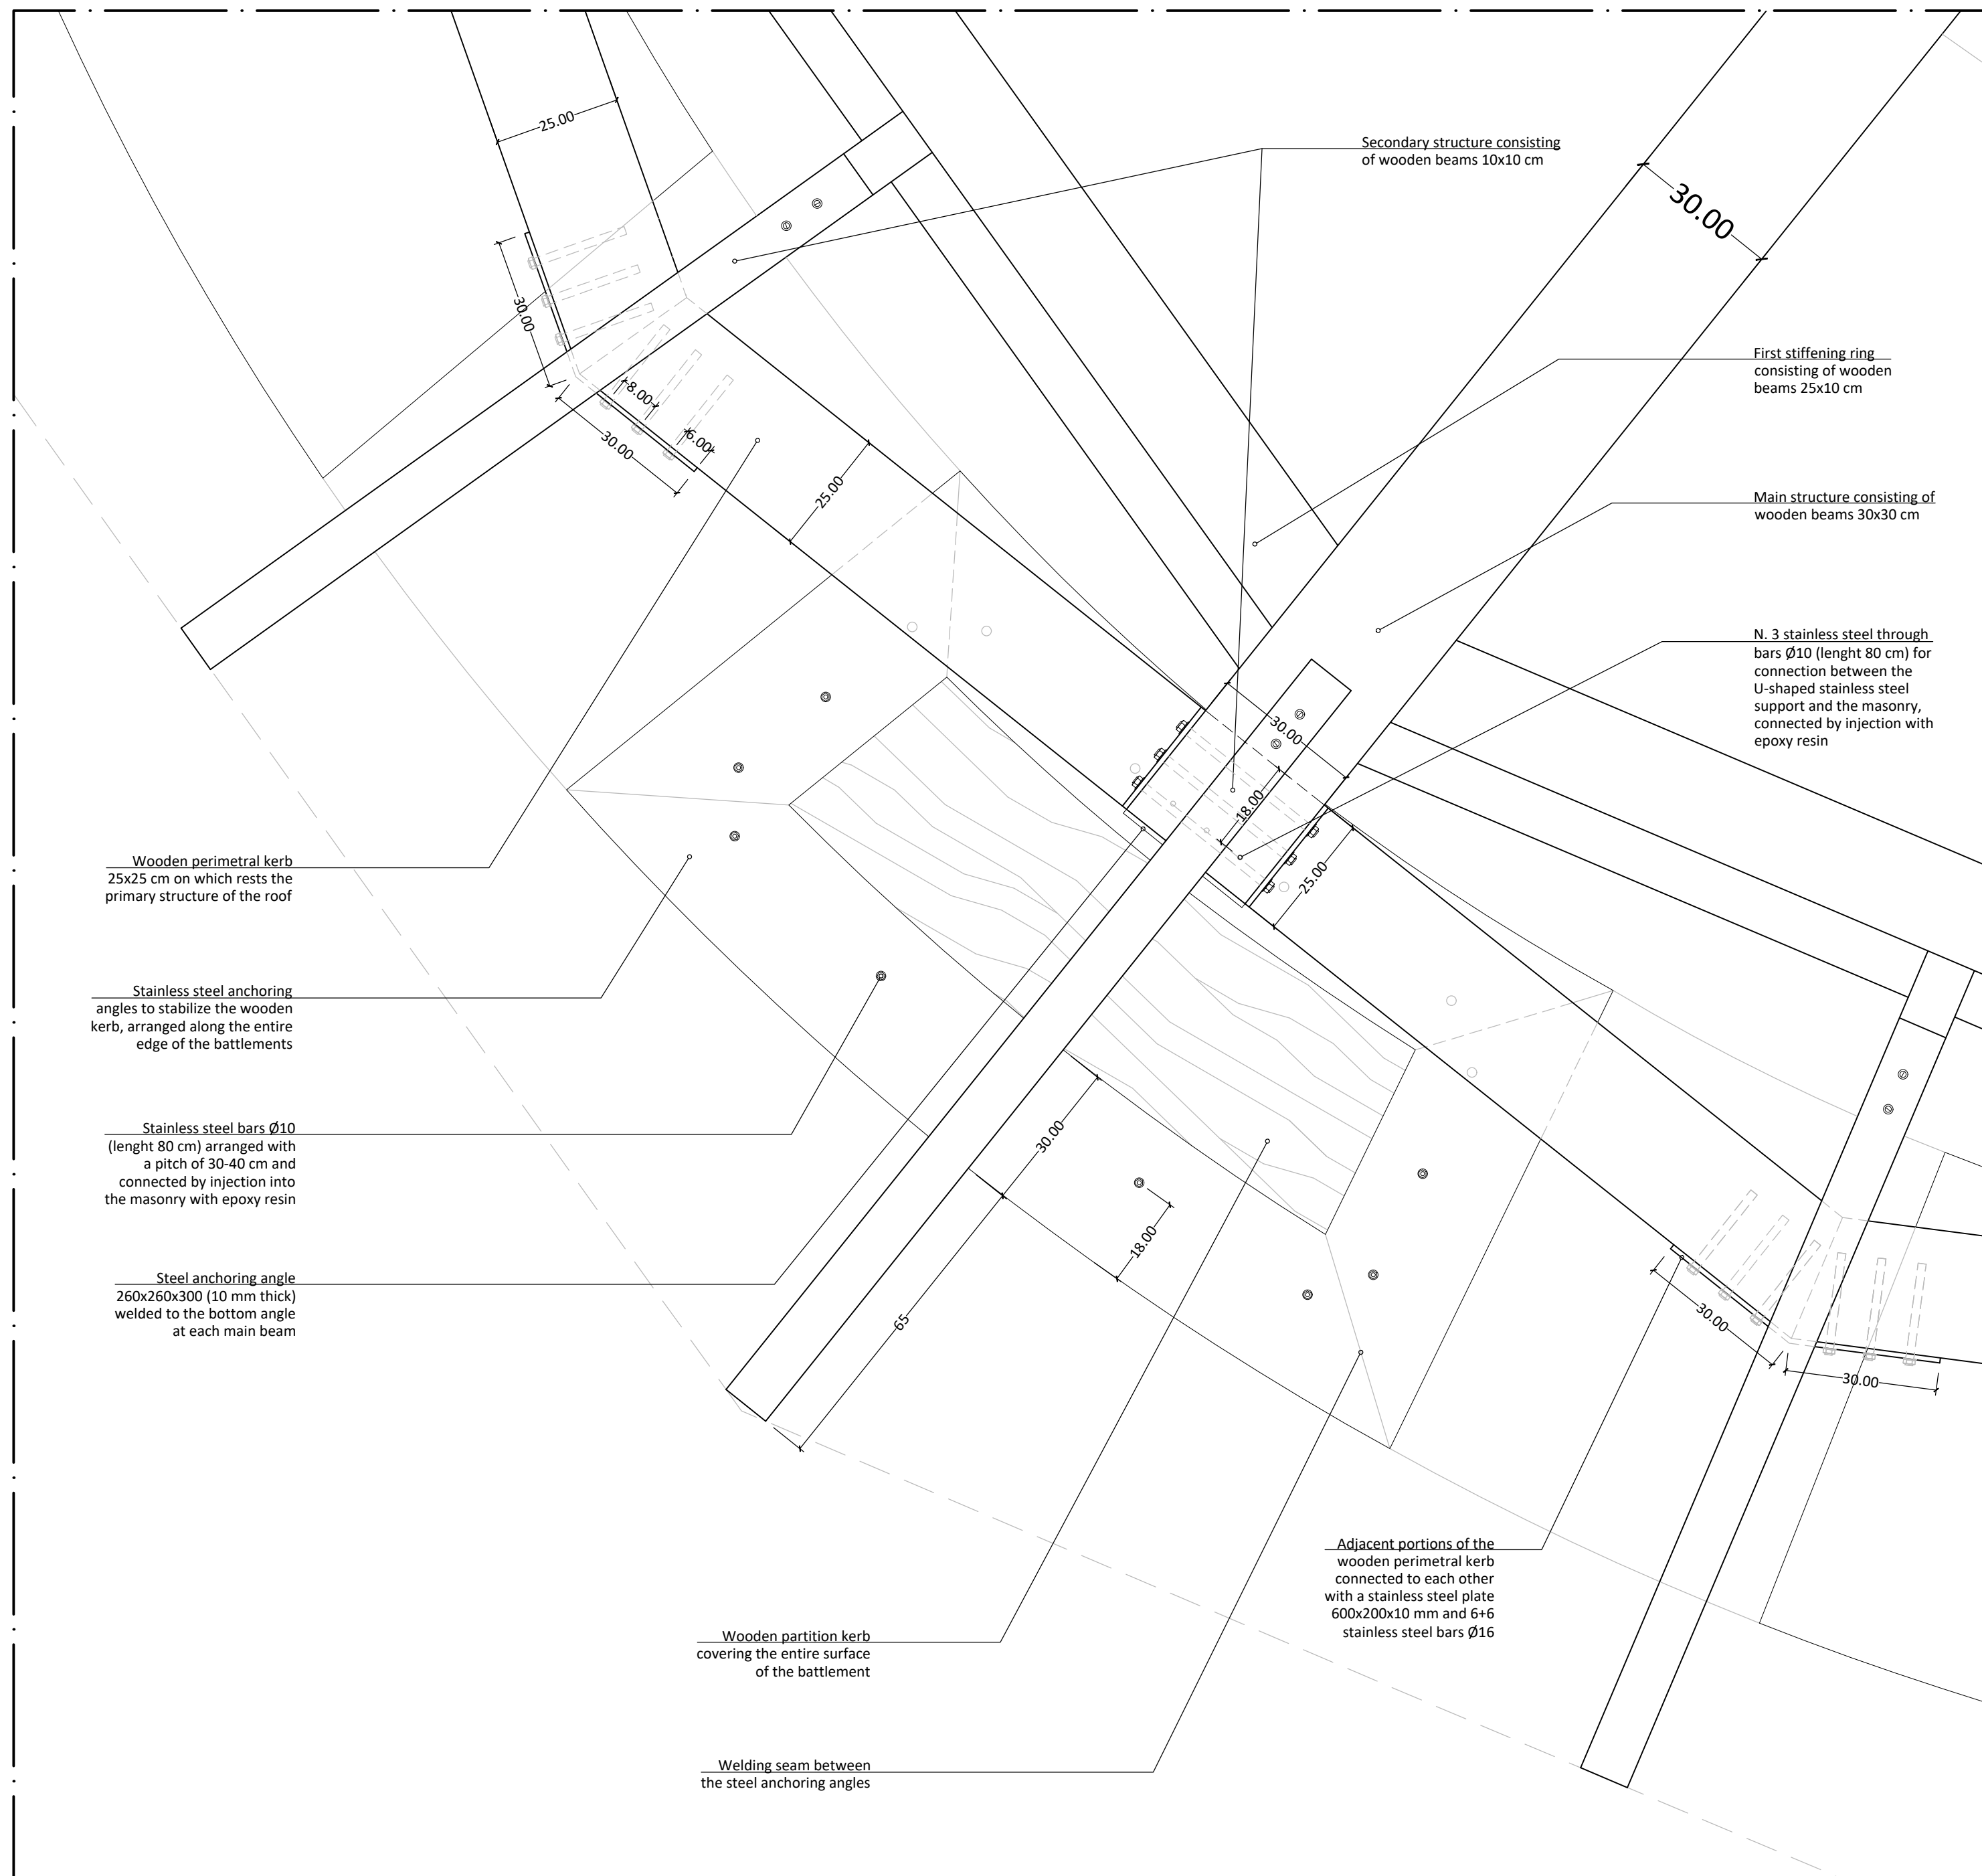 25.00
Secondary structure consisting
of wooden beams 10x10 cm
30.00
30.00
First stiffening ring
consisting of wooden
beams 25x10 cm
8.00
6.00
30.00
25.00
Main structure consisting of
wooden beams 30x30 cm
N. 3 stainless steel through
bars Ø10 (lenght 80 cm) for
connection between the
U-shaped stainless steel
support and the masonry,
connected by injection with
epoxy resin
30.00
18.00
25.00
Wooden perimetral kerb
25x25 cm on which rests the
primary structure of the roof
Stainless steel anchoring
angles to stabilize the wooden
kerb, arranged along the entire
edge of the battlements
Stainless steel bars Ø10
(lenght 80 cm) arranged with
a pitch of 30-40 cm and
connected by injection into
the masonry with epoxy resin
30.00
18.00
Steel anchoring angle
260x260x300 (10 mm thick)
welded to the bottom angle
at each main beam
65
30.00
30.00
Adjacent portions of the
wooden perimetral kerb
connected to each other
with a stainless steel plate
600x200x10 mm and 6+6
stainless steel bars Ø16
Wooden partition kerb
covering the entire surface
of the battlement
Welding seam between
the steel anchoring angles